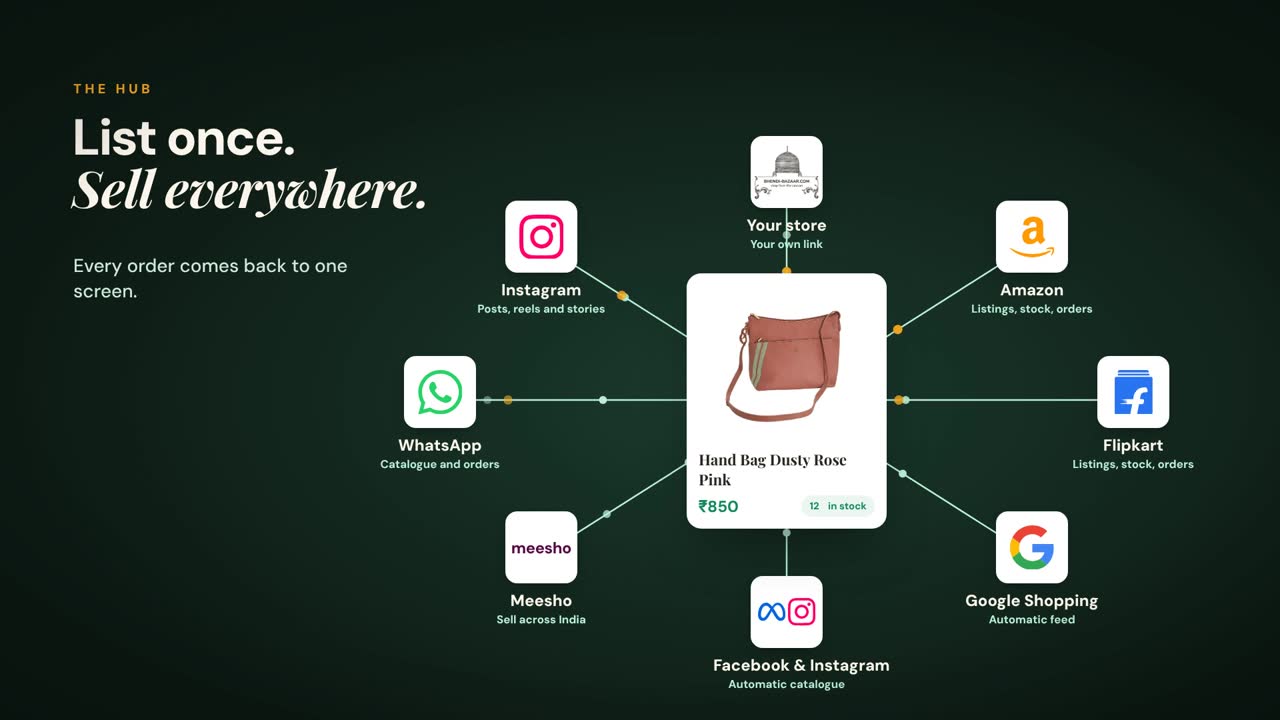 THE HUB
List once.
Sell everywhere.
Every order comes back to one
screen.
BHENDI-BAZAAR.COM
Your store
Your own link
Instagram
Posts, reels and stories
a
Amazon
Listings, stock, orders
WhatsApp
Catalogue and orders
f
Flipkart
Listings, stock, orders
Hand Bag Dusty Rose
Pink
₹850
12 in stock
meesho
Meesho
Sell across India
G
Google Shopping
Automatic feed
Facebook & Instagram
Automatic catalogue